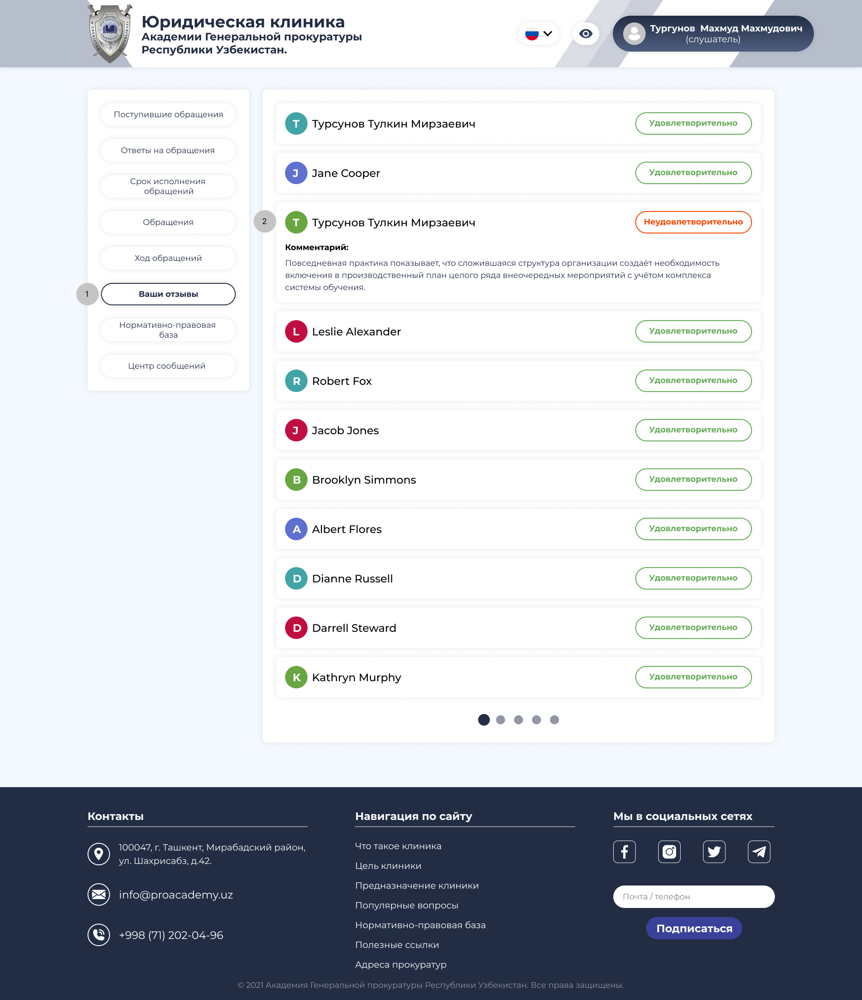 Юридическая клиника
Академии Генеральной прокуратуры
Республики Узбекистан.
Тургунов Махмуд Махмудович
(слушатель)
Поступившие обращения
Ответы на обращения
Срок исполнения
обращений
Обращения
Ход обращений
1
Ваши отзывы
Нормативно-правовая
база
Центр сообщений
T Турсунов Тулкин Мирзаевич Удовлетворительно
J Jane Cooper Удовлетворительно
2
T Турсунов Тулкин Мирзаевич Неудовлетворительно
Комментарий:
Повседневная практика показывает, что сложившаяся структура организации создаёт необходимость
включения в производственный план целого ряда внеочередных мероприятий с учётом комплекса
системы обучения.
L Leslie Alexander Удовлетворительно
R Robert Fox Удовлетворительно
J Jacob Jones Удовлетворительно
B Brooklyn Simmons Удовлетворительно
A Albert Flores Удовлетворительно
D Dianne Russell Удовлетворительно
D Darrell Steward Удовлетворительно
K Kathryn Murphy Удовлетворительно
Контакты
100047, г. Ташкент, Мирабадский район,
ул. Шахрисабз, д.42.
info@proacademy.uz
+998 (71) 202-04-96
Навигация по сайту
Что такое клиника
Цель клиники
Предназначение клиники
Популярные вопросы
Нормативно-правовая база
Полезные ссылки
Адреса прокуратур
Мы в социальных сетях
Почта / телефон
Подписаться
© 2021 Академия Генеральной прокуратуры Республики Узбекистан. Все права защищены.